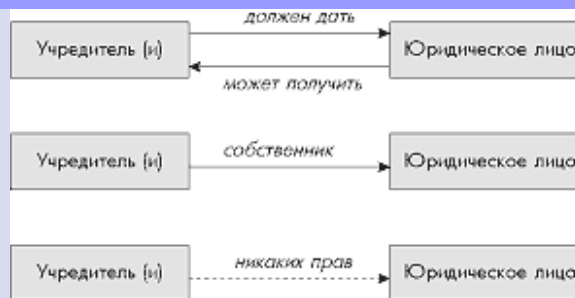 должен дать
Учредитель (и) Юридическое лицо
может получить
собственник
Учредитель (и) Юридическое лицо
никаких прав
Учредитель (и) Юридическое лицо